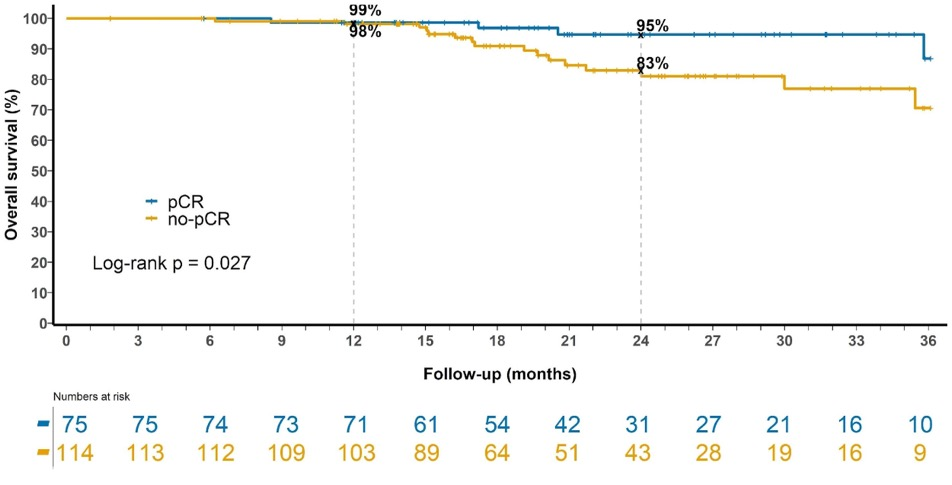 100
99%
98%
95%
90
83%
80
70
60
50
40
30
20
10
0
Overall survival (%)
pCR
no-pCR
Log-rank p = 0.027
0 3 6 9 12 15 18 21 24 27 30 33 36
Follow-up (months)
Numbers at risk
75 75 74 73 71 61 54 42 31 27 21 16 10
114 113 112 109 103 89 64 51 43 28 19 16 9